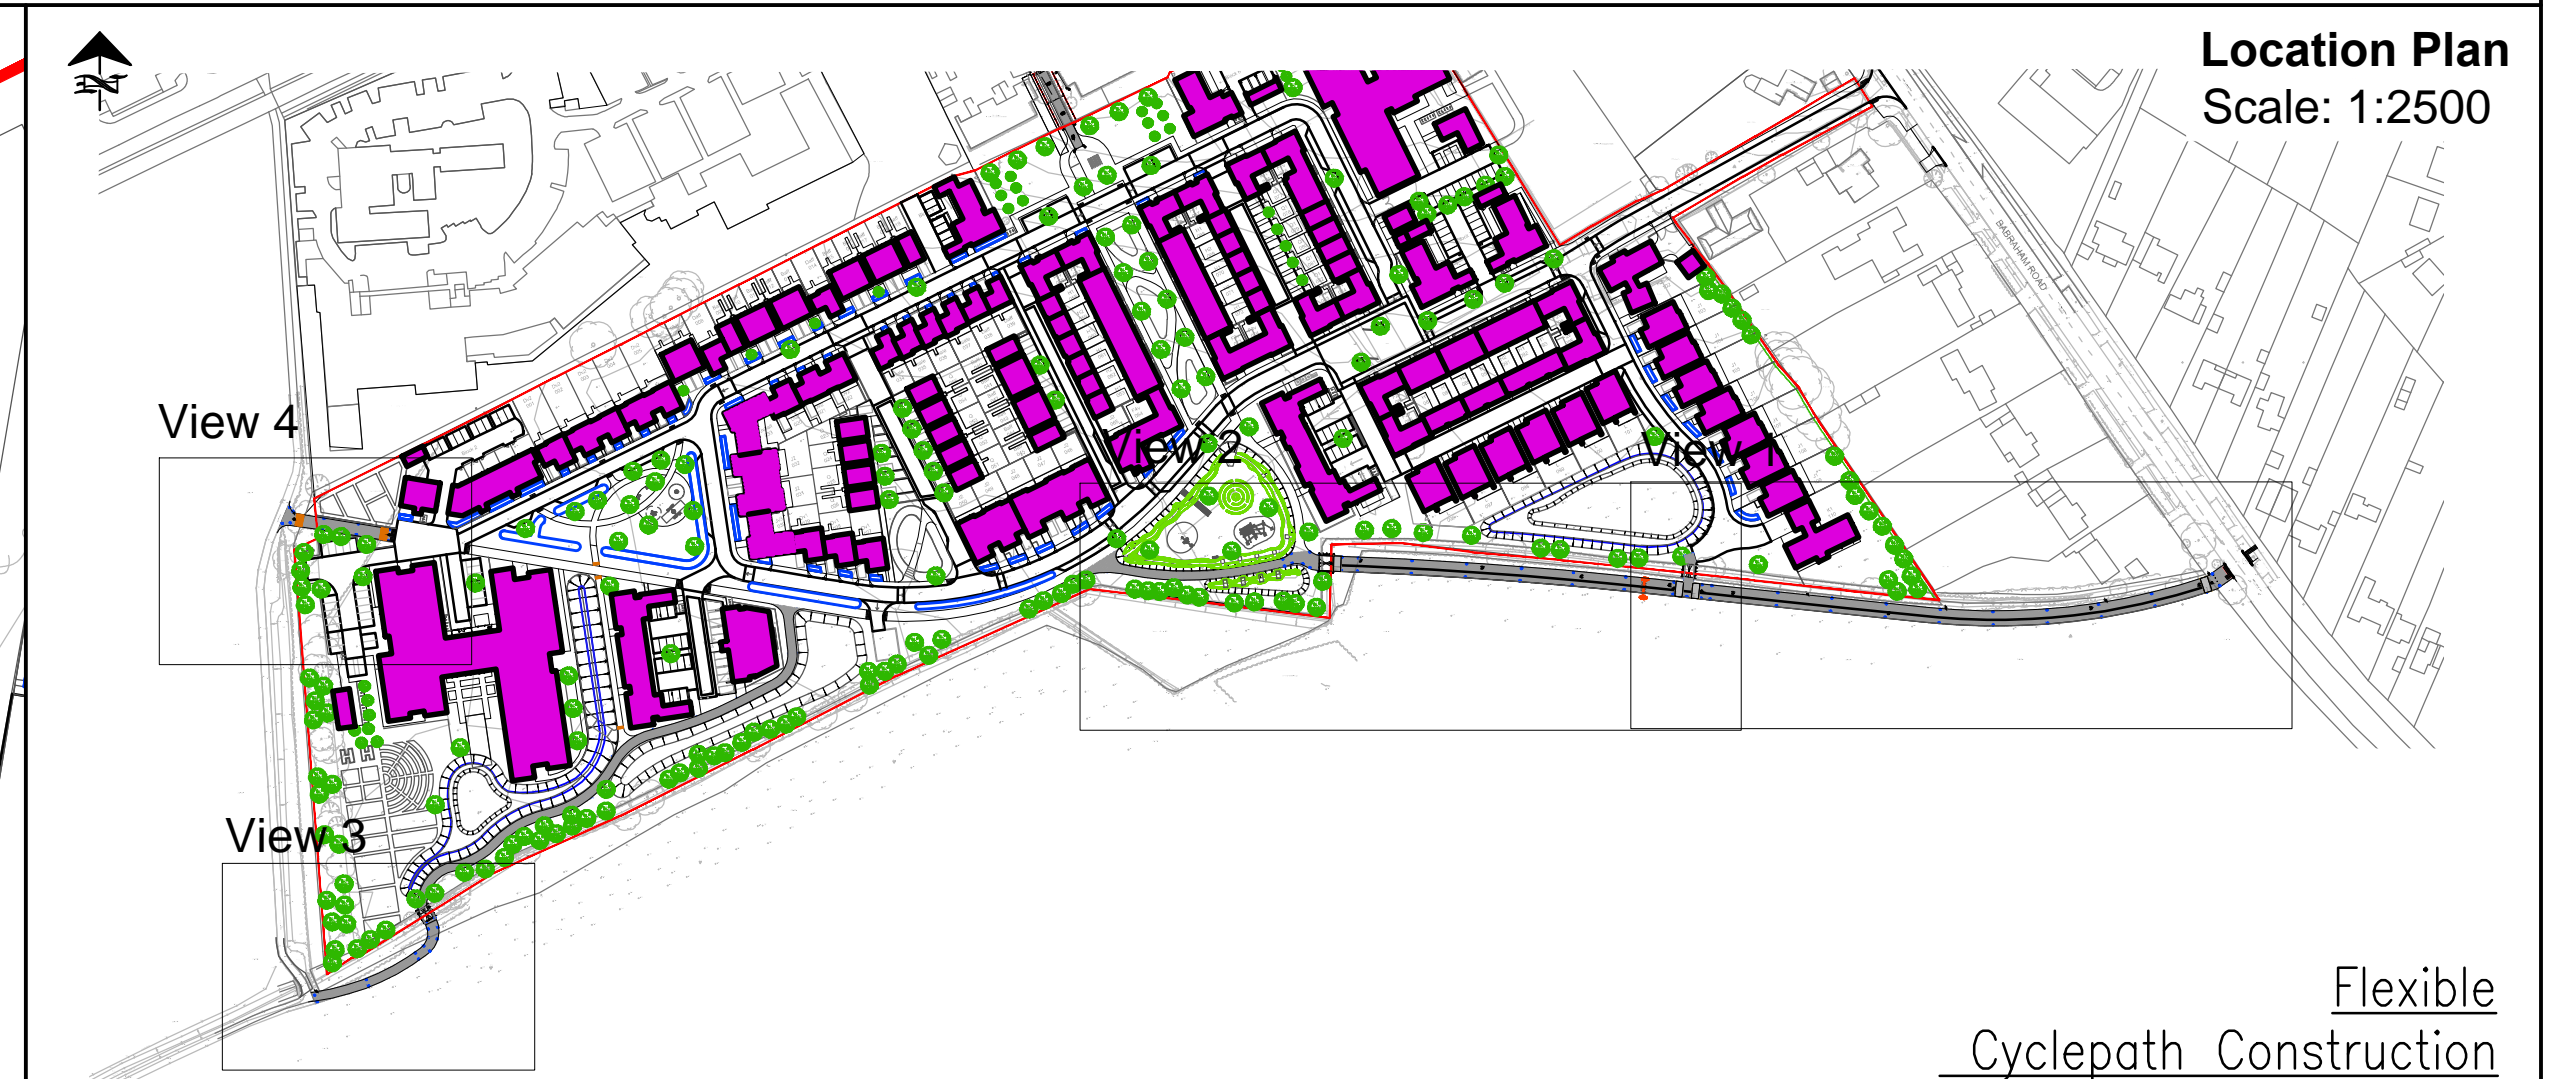 Location Plan
Scale: 1:2500
BABRAHAM ROAD
View 4
View 2
View 1
View 3
Flexible
Cyclepath Construction